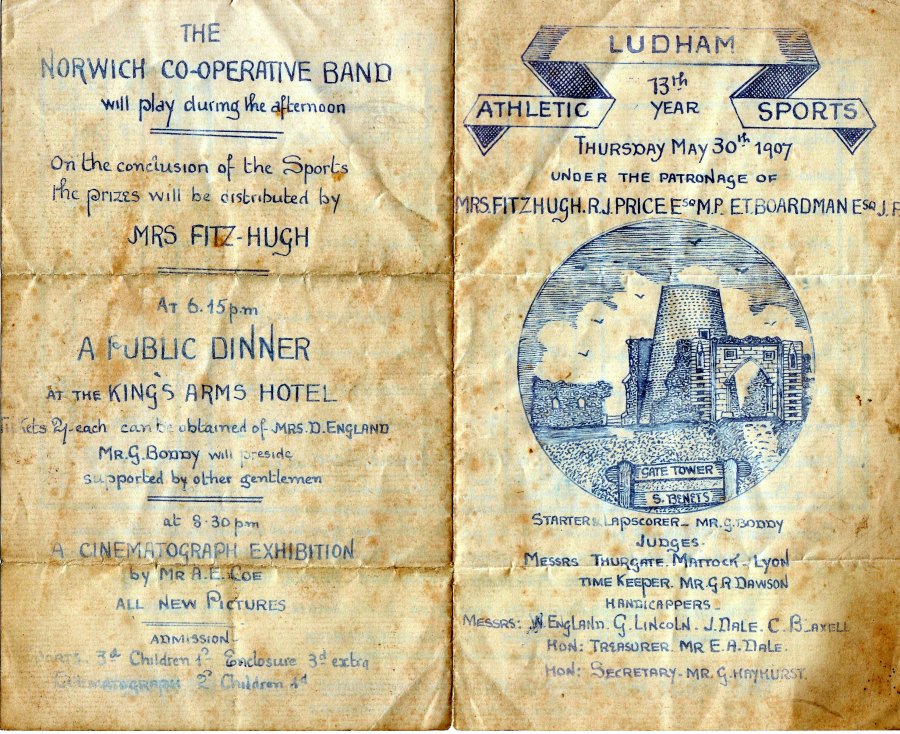 THE
NORWICH CO-OPERATIVE BAND
will play during the afternoon
On the conclusion of the Sports
the prizes will be distributed by
MRS FITZ-HUGH
AT 6.15 p.m
A PUBLIC DINNER
AT THE KING'S ARMS HOTEL
Tickets 2/- each can be obtained of MRS. D. ENGLAND
MR. G. BODDY will preside
supported by other gentlemen
at 8.30 pm
A CINEMATOGRAPH EXHIBITION
by MR A.E. COE
ALL NEW PICTURES
ADMISSION -
SPORTS. 3d Children 1d Enclosure 3d extra
CINEMATOGRAPH Children 1d
LUDHAM
ATHLETIC 13th YEAR SPORTS
THURSDAY MAY 30th 1907
UNDER THE PATRONAGE OF
MRS. FITZHUGH. R.J. PRICE Esq M.P. E.T. BOARDMAN Esq J.P
GATE TOWER
S. BENETS
STARTER & LAPSCORER - MR. G. BODDY
JUDGES.
MESSRS THURGATE. MATTOCK - LYON
TIME KEEPER. MR. G.R. DAWSON
HANDICAPPERS -
MESSRS: W. ENGLAND. G. LINCOLN - J. DALE. C. BLAXELL
HON: TREASURER. MR E.A. DALE.
HON: SECRETARY - MR. G. HAYHURST.